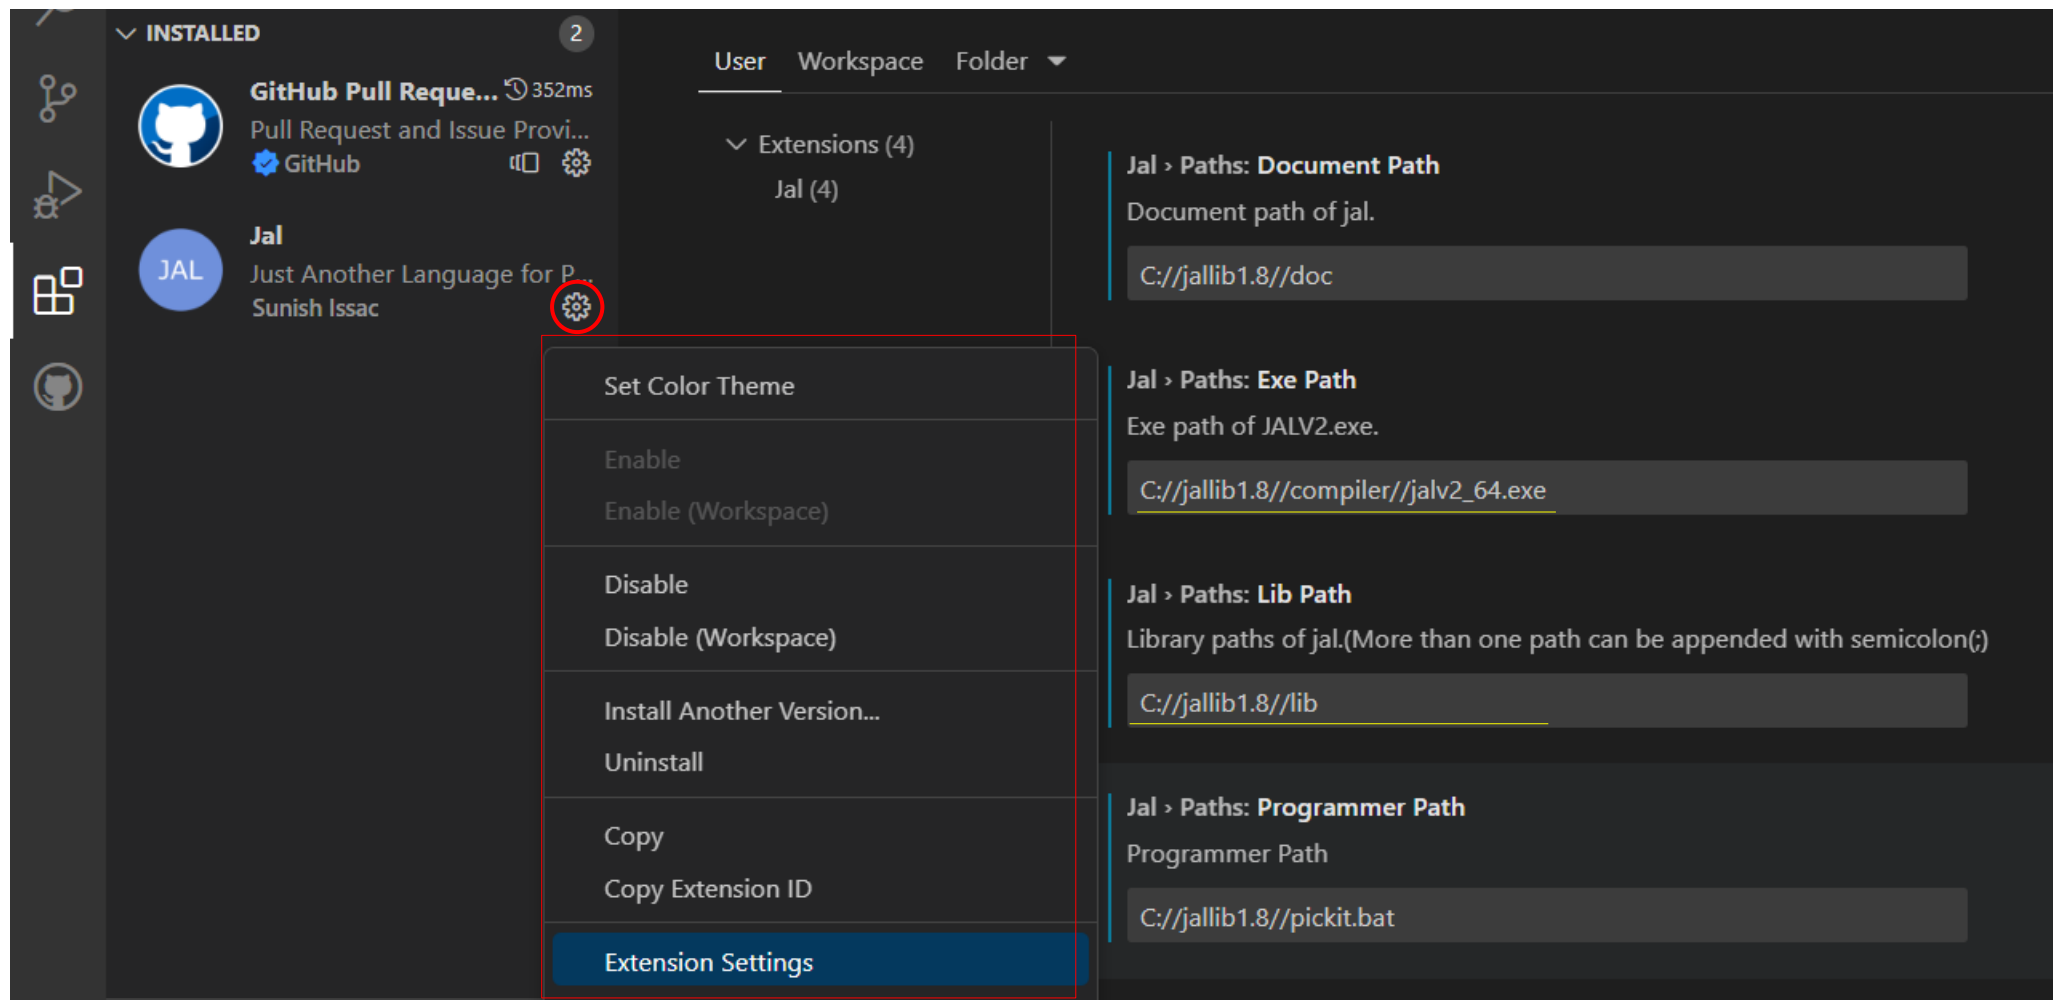 INSTALLED
2
GitHub Pull Reque... 352ms
Pull Request and Issue Provi...
GitHub
JAL
Jal
Just Another Language for P...
Sunish Issac
Set Color Theme
Enable
Enable (Workspace)
Disable
Disable (Workspace)
Install Another Version...
Uninstall
Copy
Copy Extension ID
Extension Settings
User Workspace Folder
Extensions (4)
Jal (4)
Jal › Paths: Document Path
Document path of jal.
C://jallib1.8//doc
Jal › Paths: Exe Path
Exe path of JALV2.exe.
C://jallib1.8//compiler//jalv2_64.exe
Jal › Paths: Lib Path
Library paths of jal.(More than one path can be appended with semicolon(;)
C://jallib1.8//lib
Jal › Paths: Programmer Path
Programmer Path
C://jallib1.8//pickit.bat